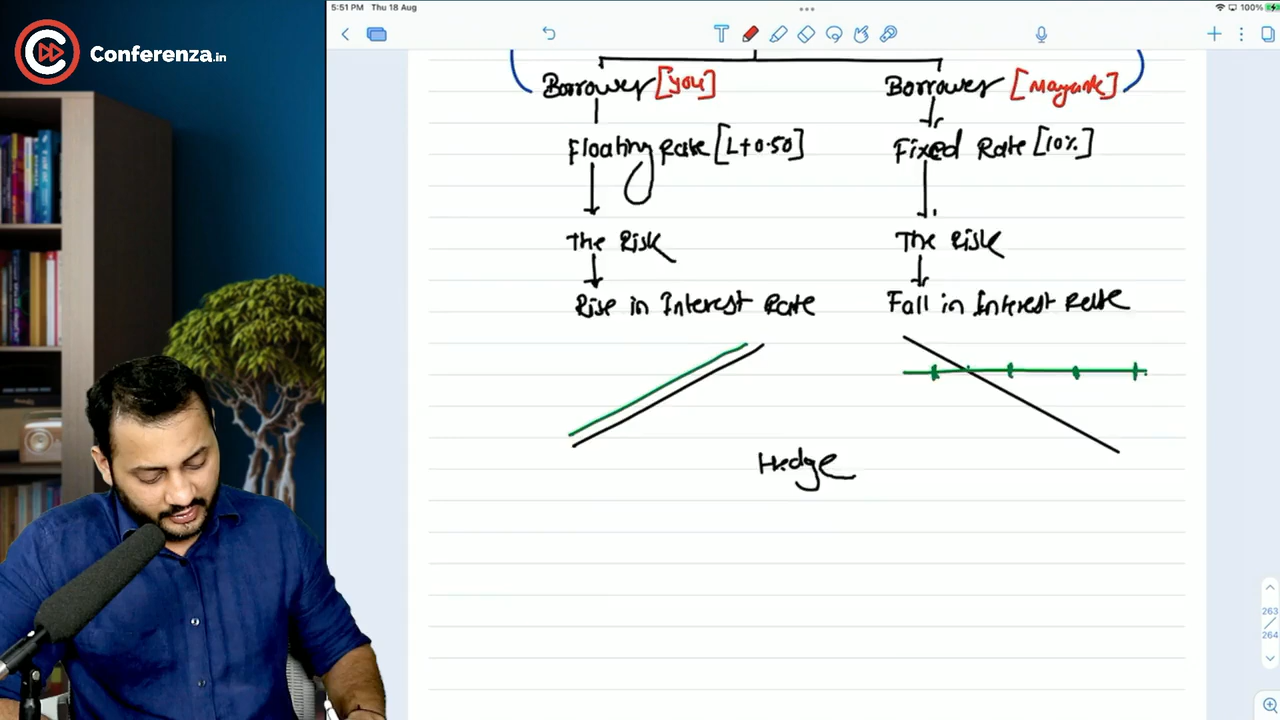 5:51 PM Thu 18 Aug
100%
Conferenza.in
Borrower [you]
Borrower [Mayank]
Floating Rate [L+0.50]
Fixed Rate [10%]
The Risk
The Risk
Rise in Interest Rate
Fall in Interest Rate
Hedge
263
/
264